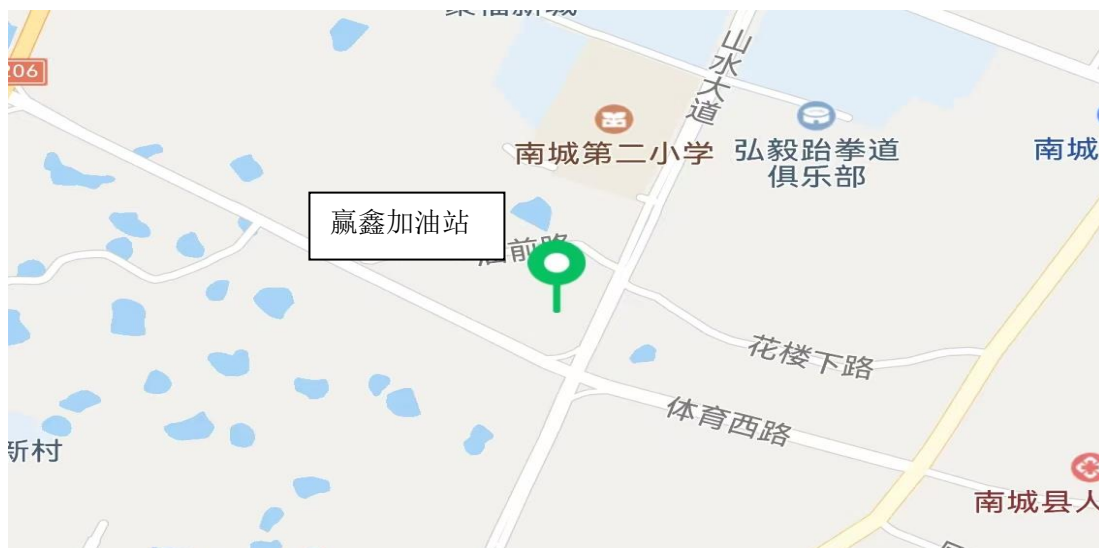 206
山水大道
南城第二小学
弘毅跆拳道
俱乐部
南城
赢鑫加油站
前路
花楼下路
体育西路
新村
南城县人